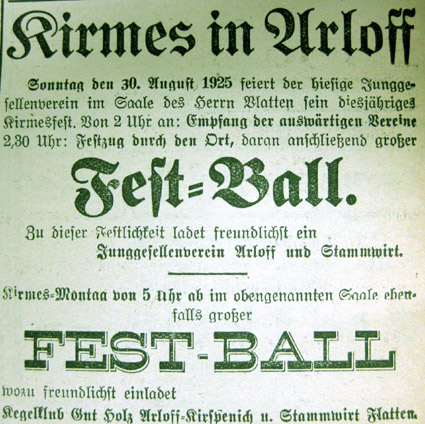 Kirmes in Arloff
Sonntag den 30. August 1925 feiert der hiesige Jungge-
sellenverein im Saale des Herrn Vlatten sein diesjähriges
Kirmesfest. Von 2 Uhr an: Empfang der auswärtigen Vereine
2,30 Uhr: Festzug durch den Ort, daran anschließend großer
Fest-Ball.
Zu dieser Festlichkeit ladet freundlichst ein
Junggesellenverein Arloff und Stammwirt.
Kirmes-Montag von 5 Uhr ab im obengenannten Saale eben-
falls großer
FEST-BALL
wozu freundlichst einladet
Kegelklub Gut Holz Arloff-Kirspenich u. Stammwirt Flatten.